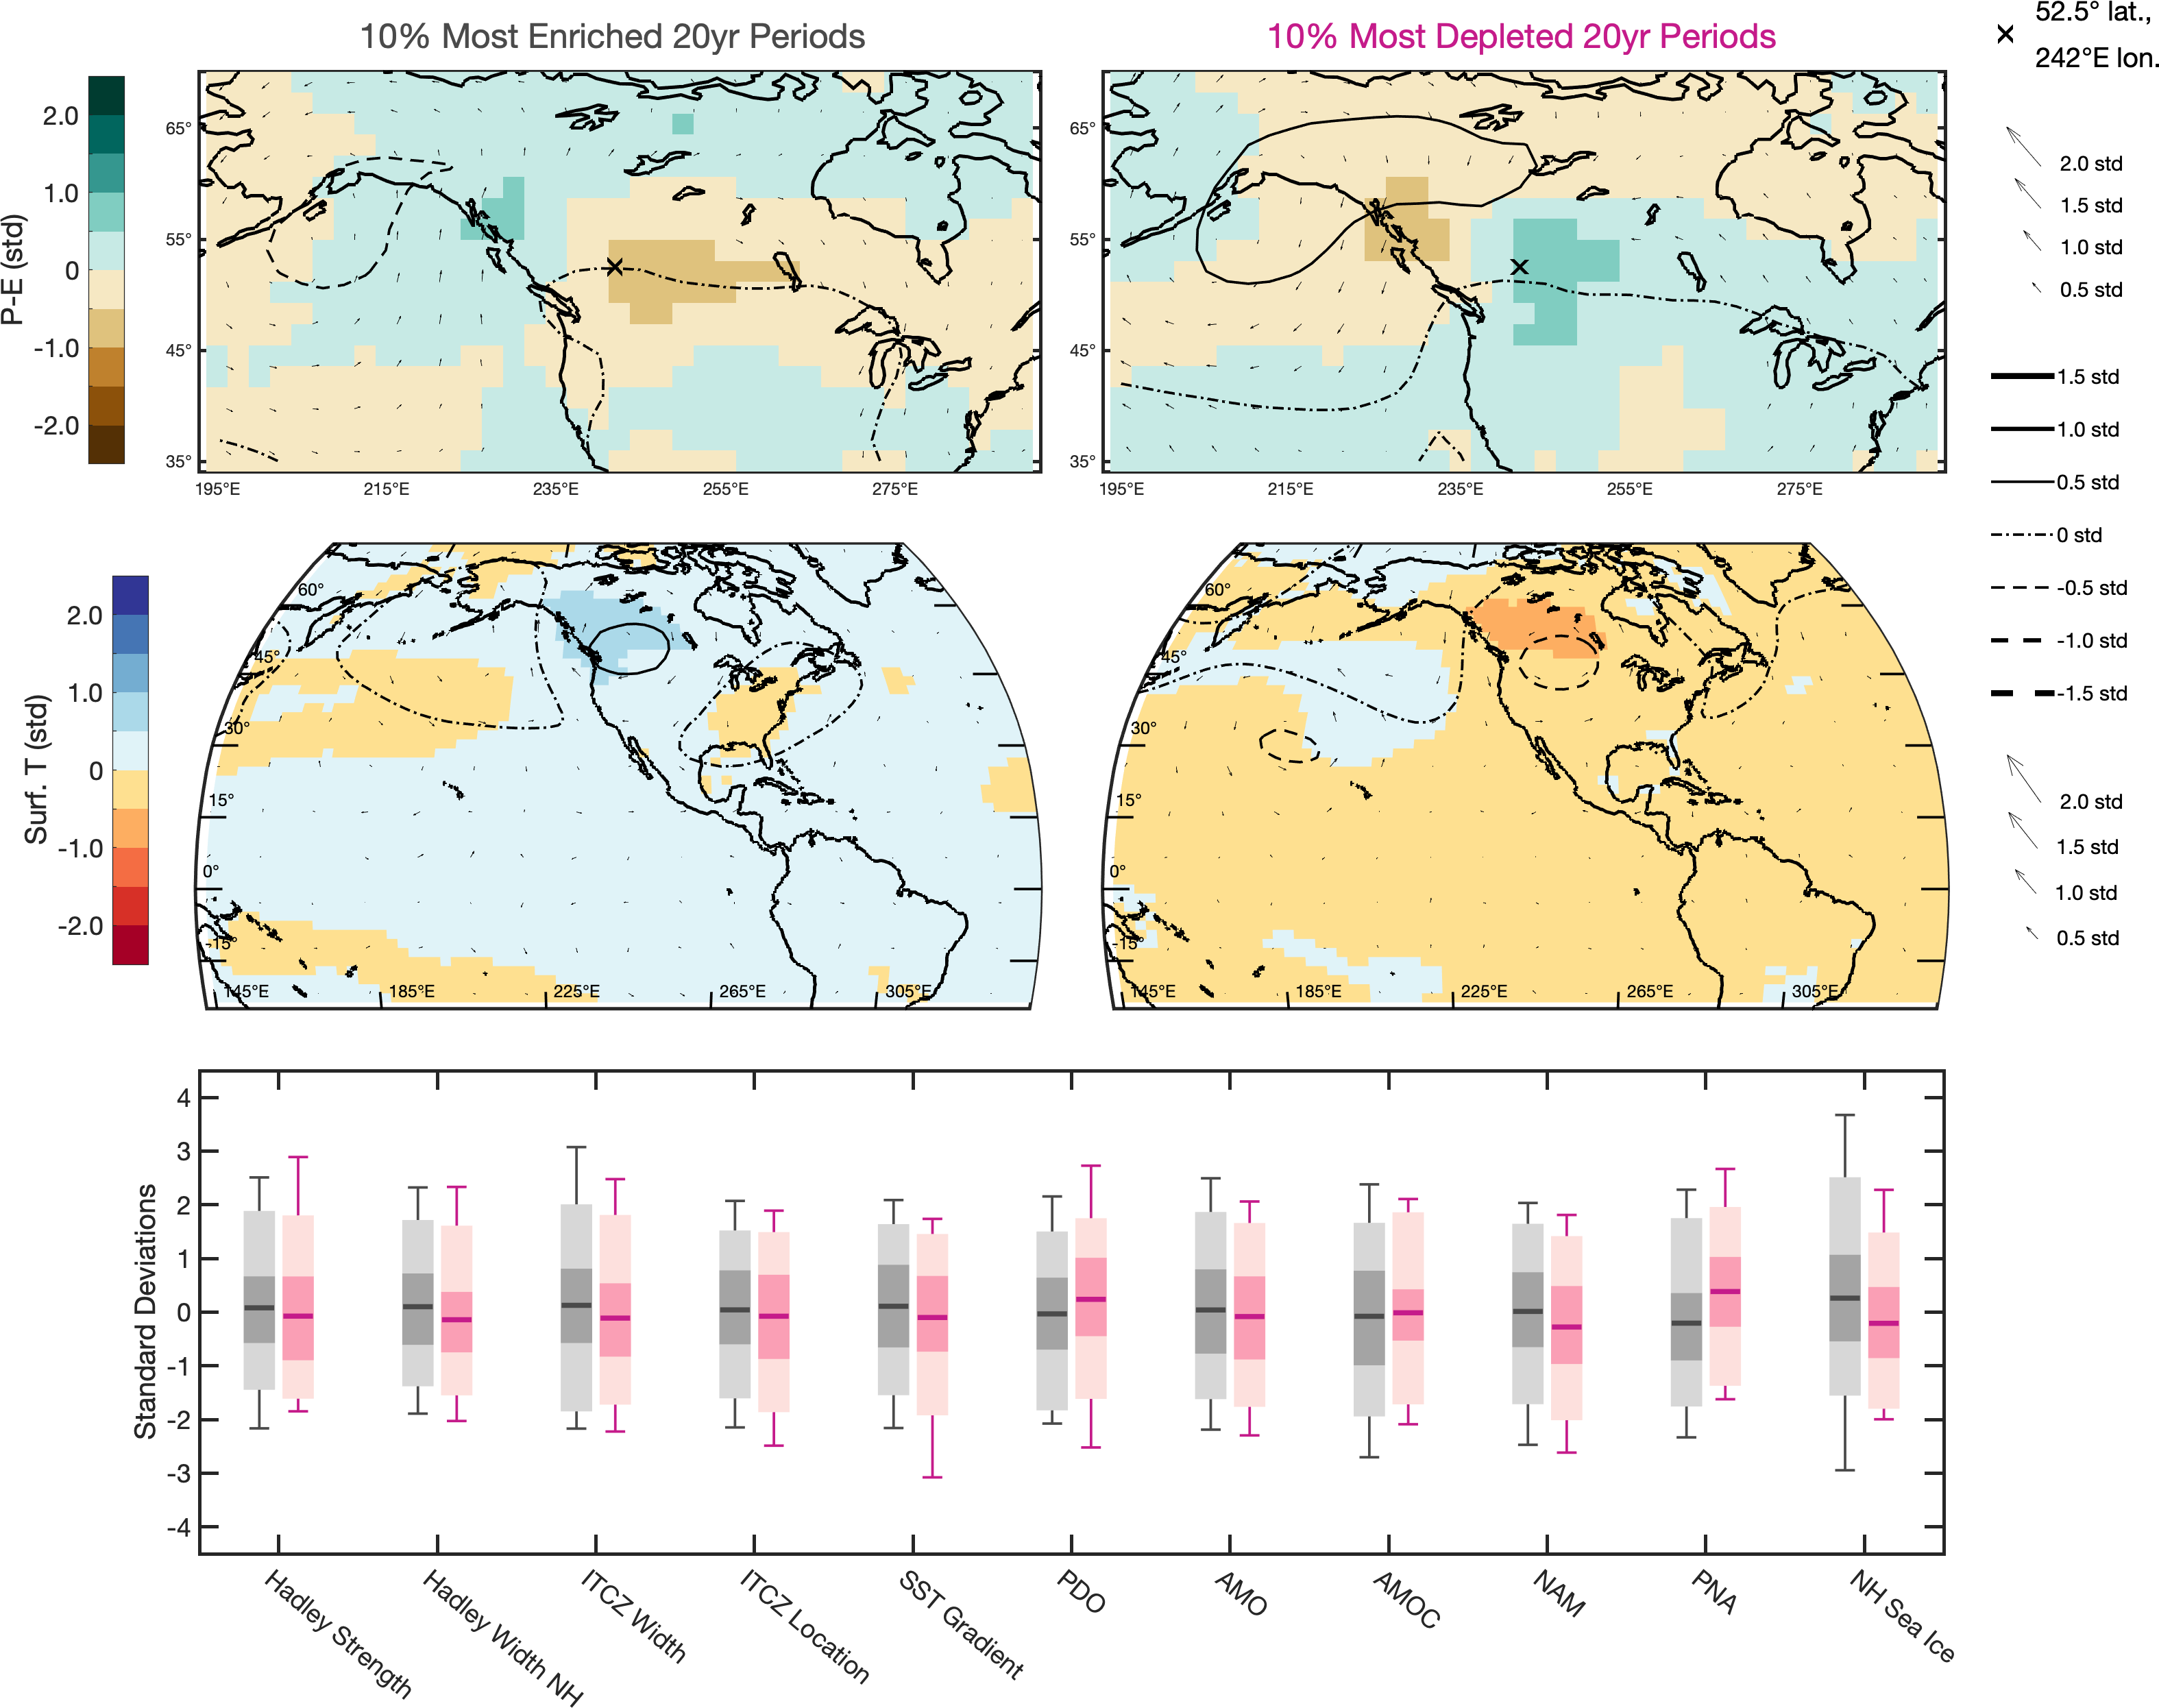 10% Most Enriched 20yr Periods
10% Most Depleted 20yr Periods
52.5° lat.,
242°E lon.
P-E (std)
2.0
1.0
0
-1.0
-2.0
65°
55°
45°
35°
195°E 215°E 235°E 255°E 275°E
65°
55°
45°
35°
195°E 215°E 235°E 255°E 275°E
2.0 std
1.5 std
1.0 std
0.5 std
1.5 std
1.0 std
0.5 std
0 std
-0.5 std
-1.0 std
-1.5 std
2.0 std
1.5 std
1.0 std
0.5 std
Surf. T (std)
2.0
1.0
0
-1.0
-2.0
60°
45°
30°
15°
0°
-15°
145°E 185°E 225°E 265°E 305°E
60°
45°
30°
15°
0°
-15°
145°E 185°E 225°E 265°E 305°E
Standard Deviations
4
3
2
1
0
-1
-2
-3
-4
Hadley Strength
Hadley Width NH
ITCZ Width
ITCZ Location
SST Gradient
PDO
AMO
AMOC
NAM
PNA
NH Sea Ice